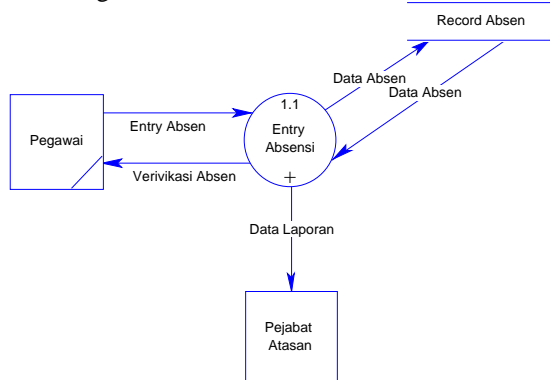 Record Absen
Data Absen
Data Absen
1.1
Entry
Absensi
+
Pegawai
Entry Absen
Verivikasi Absen
Data Laporan
Pejabat
Atasan